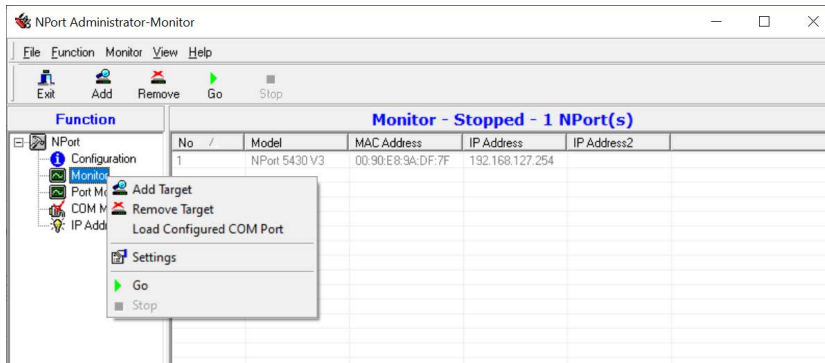 NPort Administrator-Monitor
File Function Monitor View Help
Exit Add Remove Go Stop
Function
Monitor - Stopped - 1 NPort(s)
NPort
Configuration
Monitor
Port Mo
COM M
IP Addr
No / Model MAC Address IP Address IP Address2
1 NPort 5430 V3 00:90:E8:9A:DF:7F 192.168.127.254
Add Target
Remove Target
Load Configured COM Port
Settings
Go
Stop